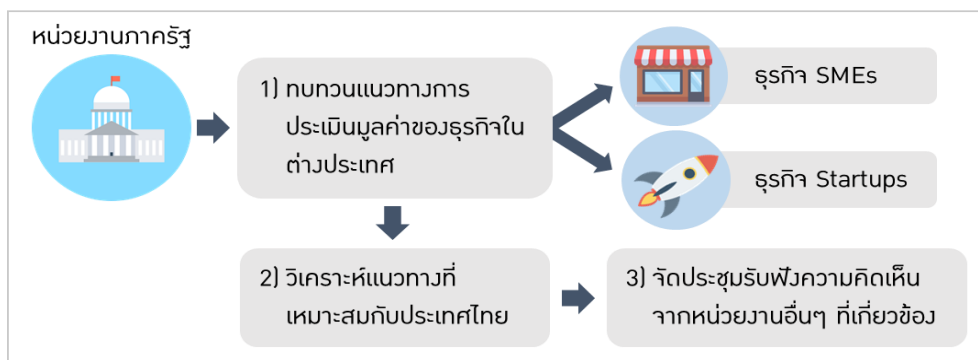 หน่วยงานภาครัฐ
1) ทบทวนแนวทางการ
ประเมินมูลค่าของธุรกิจใน
ต่างประเทศ
ธุรกิจ SMEs
ธุรกิจ Startups
2) วิเคราะห์แนวทางที่
เหมาะสมกับประเทศไทย
3) จัดประชุมรับฟังความคิดเห็น
จากหน่วยงานอื่นๆ ที่เกี่ยวข้อง